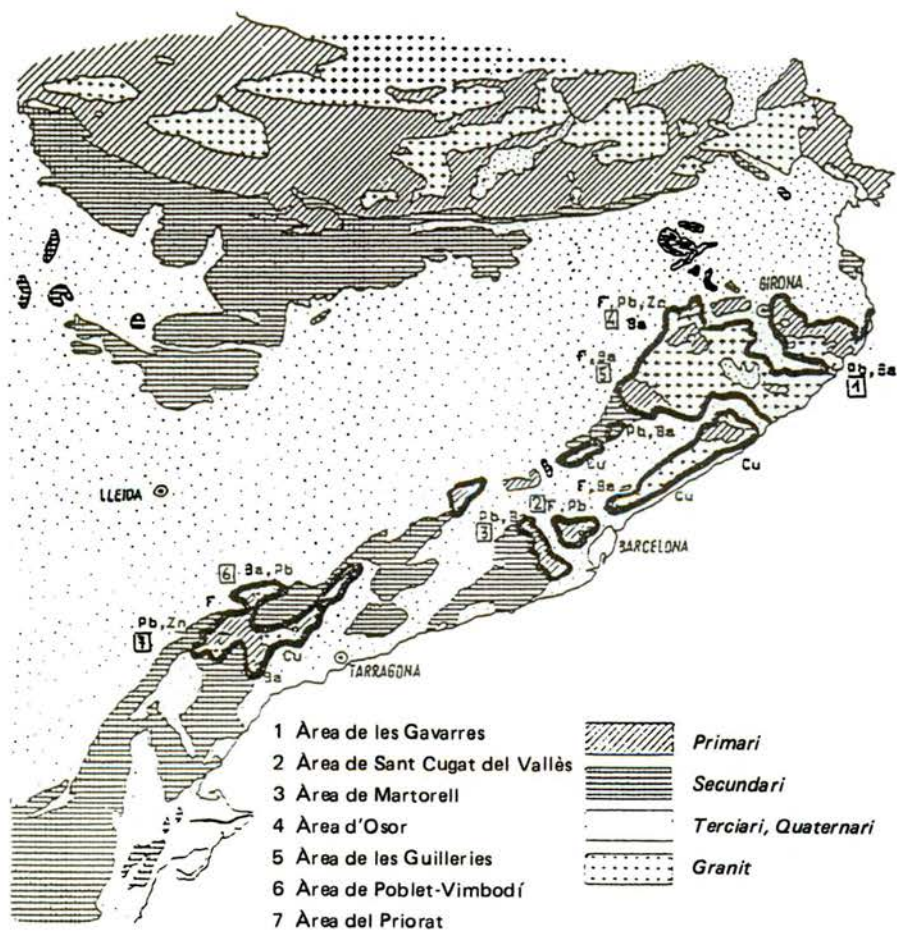 GIRONA
F, Pb, Zn
4
Ba
F, Ba
5
Pb, Ba
1
Pb, Ba
Cu
Cu
F, Ba
Cu
LLEIDA
2 F, Pb
Pb,
3
BARCELONA
6 Ba, Pb
F
Pb, Zn
7
Cu
Ba
TARRAGONA
1 Àrea de les Gavarres
2 Àrea de Sant Cugat del Vallès
3 Àrea de Martorell
4 Àrea d'Osor
5 Àrea de les Guilleries
6 Àrea de Poblet-Vimbodí
7 Àrea del Priorat
Primari
Secundari
Terciari, Quaternari
Granit